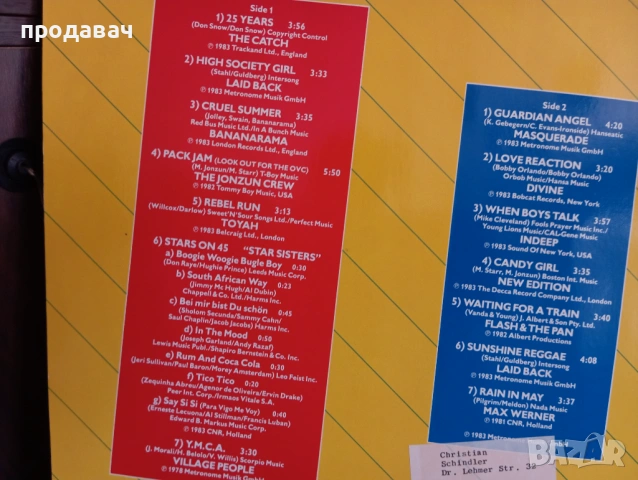 продавач
Side 1
1) 25 YEARS 3:56
(Don Snow/Don Snow) Copyright Control
THE CATCH
℗ 1983 Trackand Ltd., England
2) HIGH SOCIETY GIRL 3:33
(Stahl/Guldberg) Intersong
LAID BACK
℗ 1983 Metronome Musik GmbH
3) CRUEL SUMMER 3:35
(Jolley, Swain, Bananarama)
Red Bus Music Ltd./In A Bunch Music
BANANARAMA
℗ 1983 London Records Ltd., England
4) PACK JAM (LOOK OUT FOR THE OVC) 5:50
(M. Jonzun/M. Starr) T-Boy Music
THE JONZUN CREW
℗ 1982 Tommy Boy Music, USA
5) REBEL RUN 3:13
(Willcox/Darlow) Sweet'N'Sour Songs Ltd./Perfect Music
TOYAH
℗ 1983 Belcraig Ltd., London
6) STARS ON 45 "STAR SISTERS"
a) Boogie Woogie Bugle Boy 0:30
(Don Raye/Hughie Prince) Leeds Music Corp.
b) South African Way 0:23
(Jimmy Mc Hugh/Al Dubin)
Chappell & Co. Ltd./Harms Inc.
c) Bei mir bist Du schön 0:45
(Sholom Secunda/Sammy Cahn/
Saul Chaplin/Jacob Jacobs) Harms Inc.
d) In The Mood 0:50
(Joseph Garland/Andy Razaf)
Lewis Music Publ./Shapiro Bernstein & Co. Inc.
e) Rum And Coca Cola 0:30
(Jeri Sullivan/Paul Baron/Morey Amsterdam) Leo Feist Inc.
f) Tico Tico 0:20
(Zequinha Abreu/Agenor de Oliveira/Ervin Drake)
Peer Int. Corp./Irmaos Vitale S.A.
g) Say Si Si (Para Vigo Me Voy) 0:40
(Ernesto Lecuona/Al Stillman/Francia Luban)
Edward B. Markus Music Corp.
℗ 1983 CNR, Holland
7) Y.M.C.A.
(J. Morali/H. Belolo/V. Willis) Scorpio Music
VILLAGE PEOPLE
℗ 1978 Metronome Musik GmbH
Side 2
1) GUARDIAN ANGEL 4:20
(K. Gebegern/C. Evans-Ironside) Hanseatic
MASQUERADE
℗ 1983 Metronome Musik GmbH
2) LOVE REACTION 3:20
(Bobby Orlando/Bobby Orlando)
Orbob Music/Hansa Music
DIVINE
℗ 1983 Bobcat Records, New York
3) WHEN BOYS TALK 3:57
(Mike Cleveland) Fools Prayer Music Inc./
Young Lions Music/CAL-Gene Music
INDEEP
℗ 1983 Sound Of New York, USA
4) CANDY GIRL 3:35
(M. Starr, M. Jonzun) Boston Int. Music
NEW EDITION
℗ 1983 The Decca Record Company Ltd., London
5) WAITING FOR A TRAIN 3:40
(Vanda & Young) J. Albert & Son Pty. Ltd.
FLASH & THE PAN
℗ 1982 Albert Productions
6) SUNSHINE REGGAE 4:08
(Stahl/Guldberg) Intersong
LAID BACK
℗ 1983 Metronome Musik GmbH
7) RAIN IN MAY 3:37
(Pilgrim/Meldon) Nada Music
MAX WERNER
℗ 1981 CNR, Holland
℗ 1983 Metronome
Christian
Schindler
Dr. Lehmer Str. 39
BAZAR